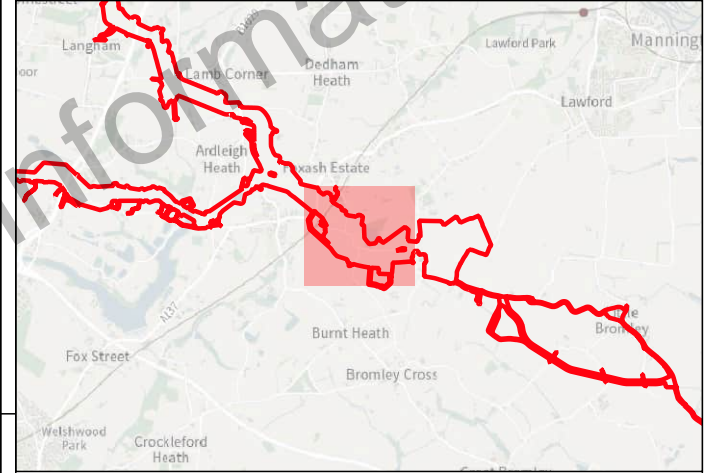 Langham
Lamb Corner
Dedham
Heath
Lawford Park
Manning
Lawford
Ardleigh
Heath
Foxash Estate
A137
Burnt Heath
Bromley
Fox Street
Bromley Cross
Welshwood
Park
Crockleford
Heath
informa